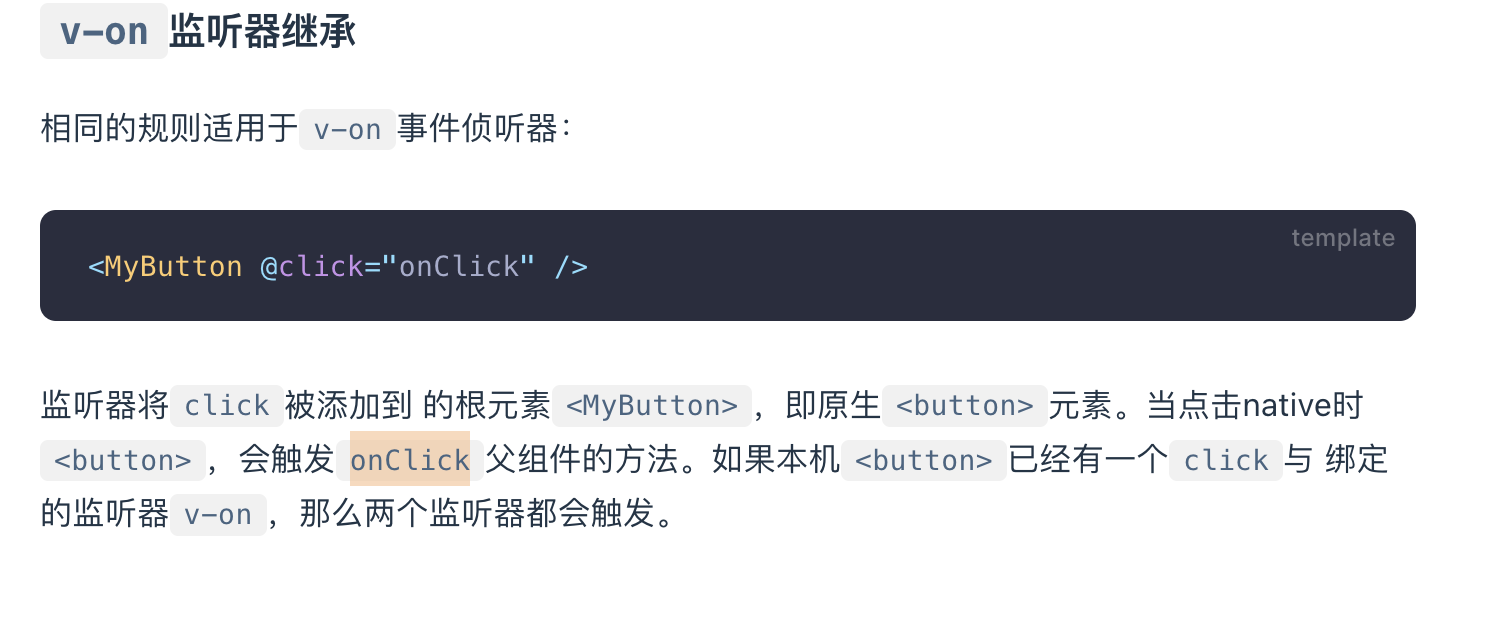 v-on 监听器继承
相同的规则适用于 v-on 事件侦听器：
template
<MyButton @click="onClick" />
监听器将 click 被添加到 的根元素 <MyButton> ，即原生 <button> 元素。当点击native时
<button> ，会触发 onClick 父组件的方法。如果本机 <button> 已经有一个 click 与 绑定
的监听器 v-on ，那么两个监听器都会触发。